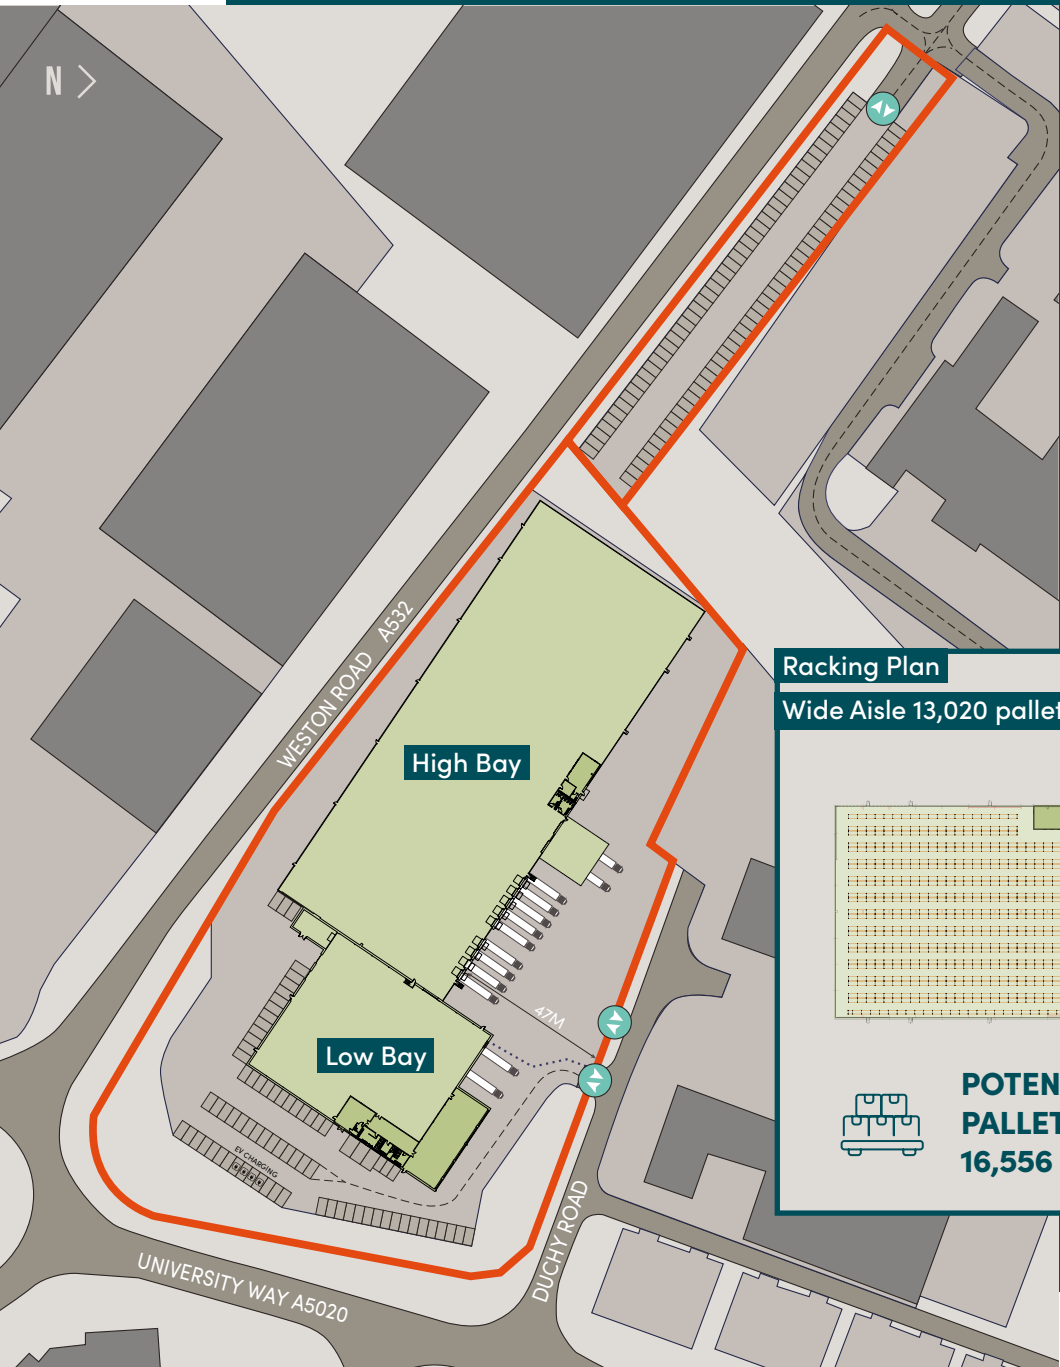 N
WESTON ROAD A532
High Bay
Racking Plan
Wide Aisle 13,020 pallet
47M
Low Bay
EV CHARGING
POTEN
PALLET
16,556
DUCHY ROAD
UNIVERSITY WAY A5020